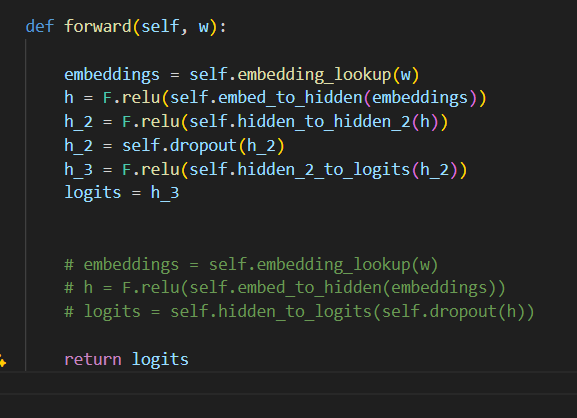 def forward(self, w):
embeddings = self.embedding_lookup(w)
h = F.relu(self.embed_to_hidden(embeddings))
h_2 = F.relu(self.hidden_to_hidden_2(h))
h_2 = self.dropout(h_2)
h_3 = F.relu(self.hidden_2_to_logits(h_2))
logits = h_3
# embeddings = self.embedding_lookup(w)
# h = F.relu(self.embed_to_hidden(embeddings))
# logits = self.hidden_to_logits(self.dropout(h))
return logits